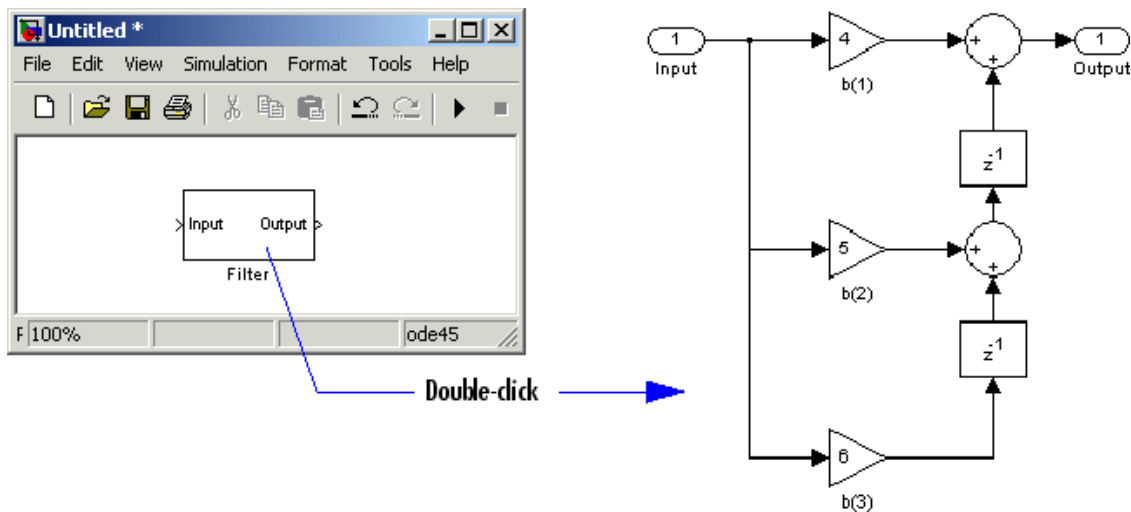 Untitled *
File Edit View Simulation Format Tools Help
Input Output
Filter
F 100% ode45
Double-click
1
Input
4
b(1)
+
+
1
Output
z-1
5
b(2)
+
+
z-1
6
b(3)